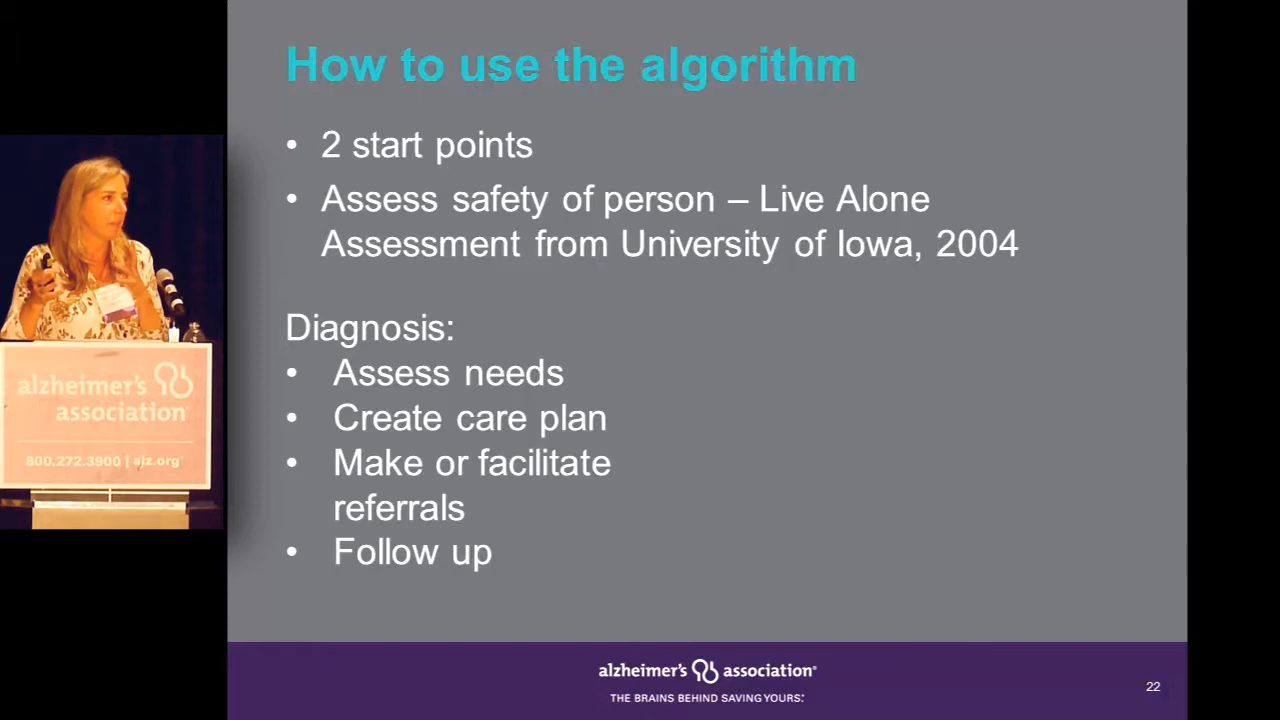 How to use the algorithm
• 2 start points
• Assess safety of person – Live Alone
Assessment from University of Iowa, 2004
Diagnosis:
• Assess needs
• Create care plan
• Make or facilitate
referrals
• Follow up
alzheimer's
association®
800.272.3900 | alz.org®
alzheimer's association®
THE BRAINS BEHIND SAVING YOURS.™
22